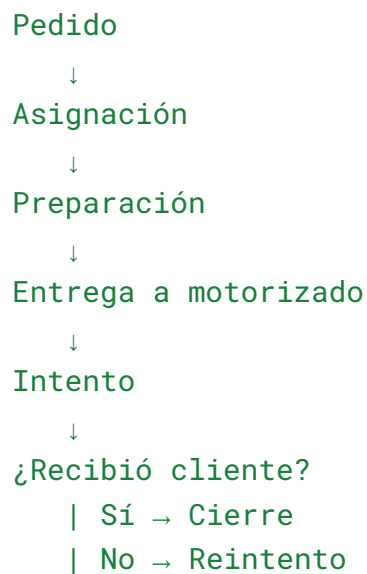 Pedido
↓
Asignación
↓
Preparación
↓
Entrega a motorizado
↓
Intento
↓
¿Recibió cliente?
| Sí → Cierre
| No → Reintento